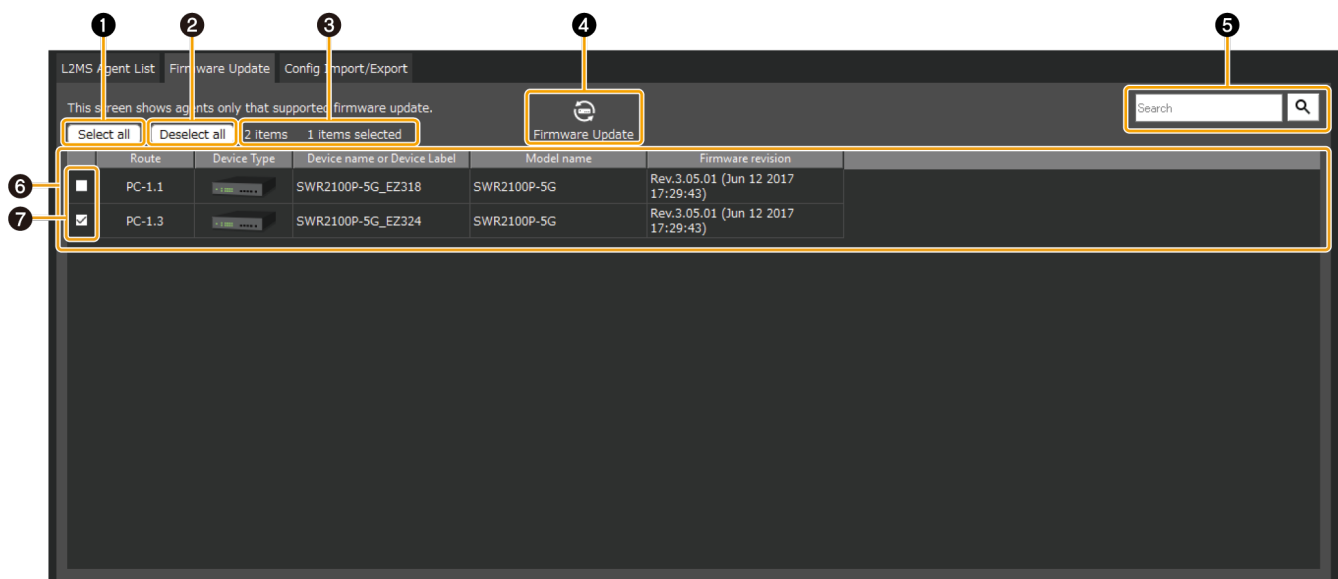 1 2 3 4 5
L2MS Agent List Firmware Update Config Import/Export
This screen shows agents only that supported firmware update.
Search
Select all Deselect all 2 items 1 items selected Firmware Update
Route Device Type Device name or Device Label Model name Firmware revision
6 PC-1.1 SWR2100P-5G_EZ318 SWR2100P-5G Rev.3.05.01 (Jun 12 2017
17:29:43)
7 PC-1.3 SWR2100P-5G_EZ324 SWR2100P-5G Rev.3.05.01 (Jun 12 2017
17:29:43)